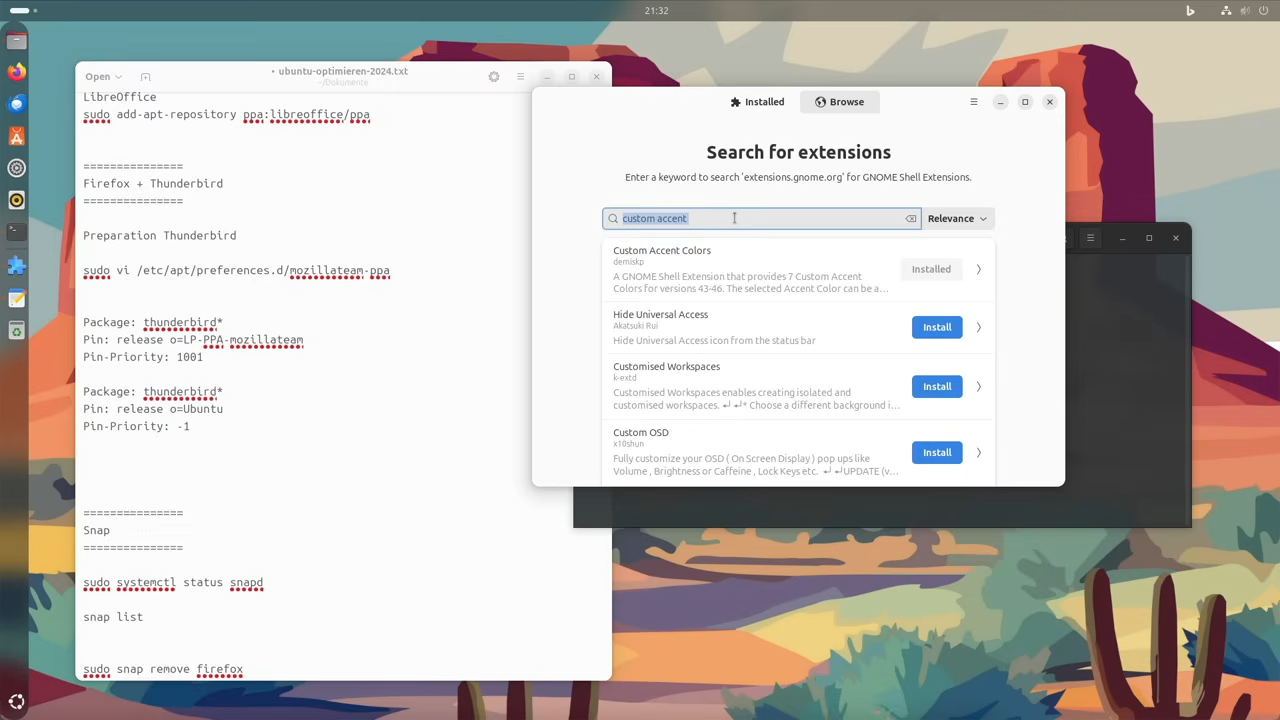 21:32
Open
• ubuntu-optimieren-2024.txt
~/Dokumente
LibreOffice
sudo add-apt-repository ppa:libreoffice/ppa
===============
Firefox + Thunderbird
===============
Preparation Thunderbird
sudo vi /etc/apt/preferences.d/mozillateam-ppa
Package: thunderbird*
Pin: release o=LP-PPA-mozillateam
Pin-Priority: 1001
Package: thunderbird*
Pin: release o=Ubuntu
Pin-Priority: -1
===============
Snap
===============
sudo systemctl status snapd
snap list
sudo snap remove firefox
Installed
Browse
Search for extensions
Enter a keyword to search 'extensions.gnome.org' for GNOME Shell Extensions.
custom accent
Relevance
Custom Accent Colors
demiskp
A GNOME Shell Extension that provides 7 Custom Accent
Colors for versions 43-46. The selected Accent Color can be a…
Installed
Hide Universal Access
Akatsuki Rui
Hide Universal Access icon from the status bar
Install
Customised Workspaces
k-extd
Customised Workspaces enables creating isolated and
customised workspaces. ↵ ↵* Choose a different background i…
Install
Custom OSD
x10shun
Fully customize your OSD ( On Screen Display ) pop ups like
Volume , Brightness or Caffeine , Lock Keys etc. ↵ ↵UPDATE (v…
Install